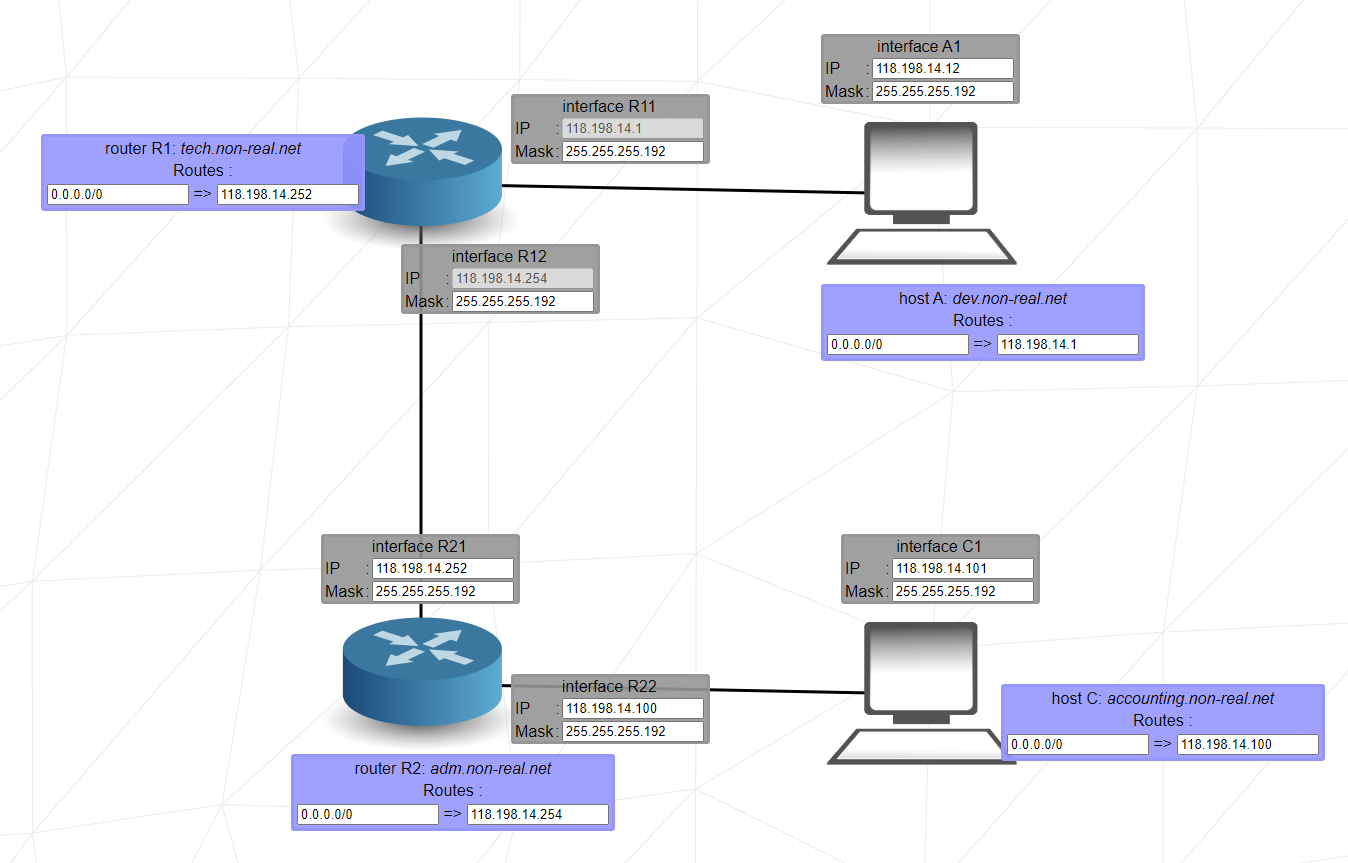 interface A1
IP : 118.198.14.12
Mask : 255.255.255.192
interface R11
IP : 118.198.14.1
Mask : 255.255.255.192
router R1: tech.non-real.net
Routes :
0.0.0.0/0 => 118.198.14.252
interface R12
IP : 118.198.14.254
Mask : 255.255.255.192
host A: dev.non-real.net
Routes :
0.0.0.0/0 => 118.198.14.1
interface R21
IP : 118.198.14.252
Mask : 255.255.255.192
interface C1
IP : 118.198.14.101
Mask : 255.255.255.192
interface R22
IP : 118.198.14.100
Mask : 255.255.255.192
host C: accounting.non-real.net
Routes :
0.0.0.0/0 => 118.198.14.100
router R2: adm.non-real.net
Routes :
0.0.0.0/0 => 118.198.14.254